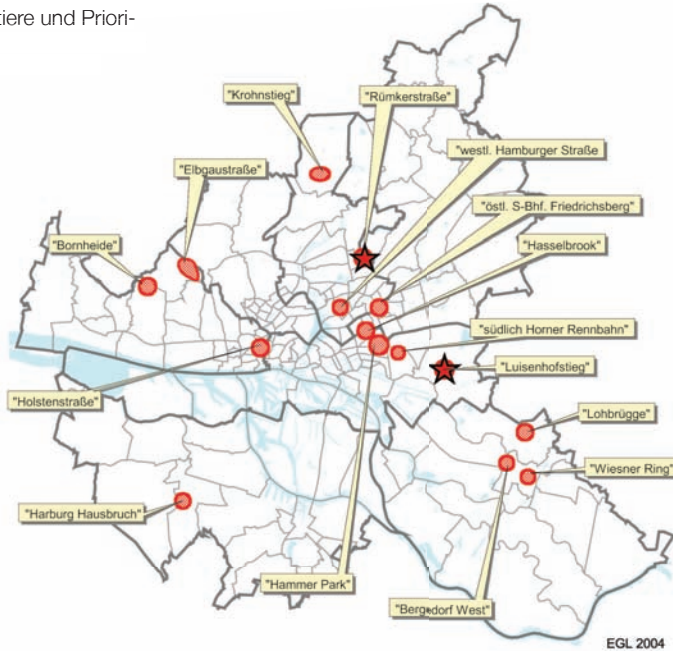 tiere und Priori-
"Krohnstieg"
"Rümkerstraße"
"westl. Hamburger Straße
"Elbgaustraße"
"östl. S-Bhf. Friedrichsberg"
"Bornheide"
"Hasselbrook"
"südlich Horner Rennbahn"
"Luisenhofstieg"
"Holstenstraße"
"Lohbrügge"
"Wiesner Ring"
"Harburg Hausbruch"
"Hammer Park"
"Bergedorf West"
EGL 2004